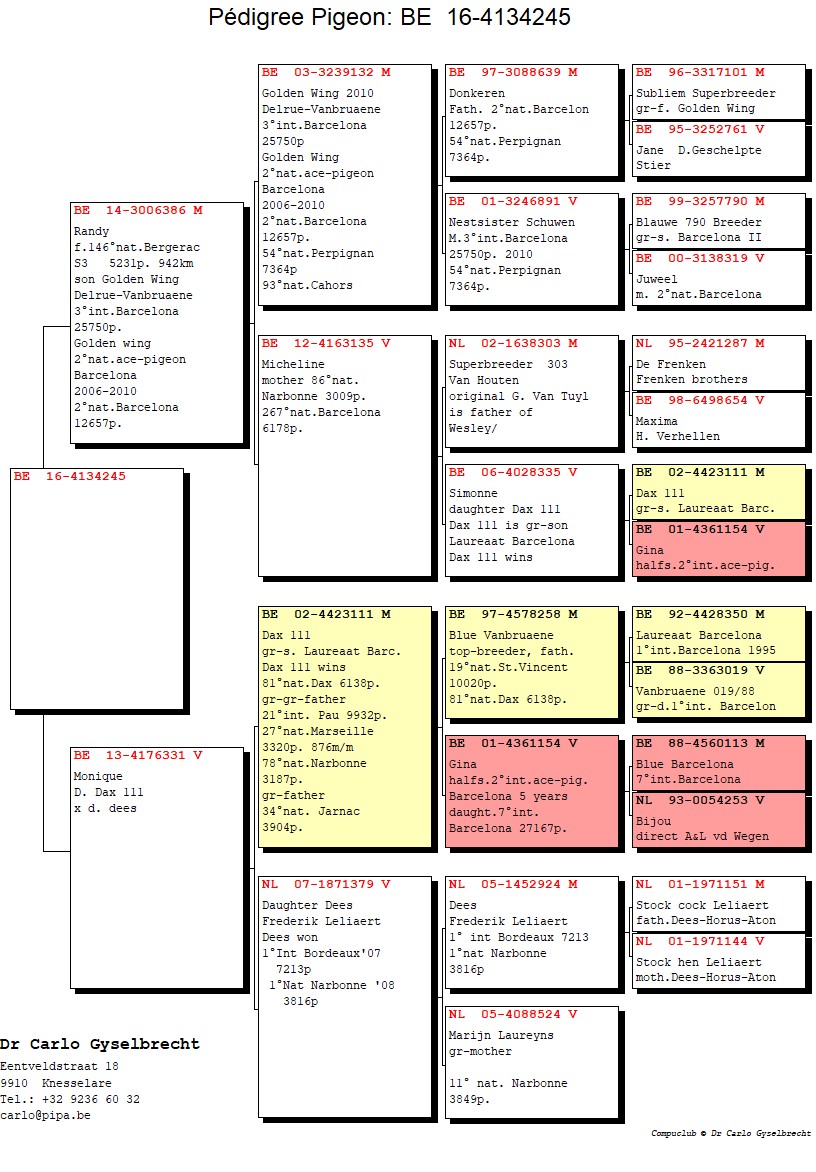 Pédigree Pigeon: BE  16-4134245
BE  16-4134245
BE  14-3006386 M
Randy
f.146°nat.Bergerac
S3   5231p. 942km
son Golden Wing
Delrue-Vanbruaene
3°int.Barcelona
25750p.
Golden wing
2°nat.ace-pigeon
Barcelona
2006-2010
2°nat.Barcelona
12657p.
BE  13-4176331 V
Monique
D. Dax 111
x d. dees
BE  03-3239132 M
Golden Wing 2010
Delrue-Vanbruaene
3°int.Barcelona
25750p
Golden Wing
2°nat.ace-pigeon
Barcelona
2006-2010
2°nat.Barcelona
12657p.
54°nat.Perpignan
7364p
93°nat.Cahors
BE  12-4163135 V
Micheline
mother 86°nat.
Narbonne 3009p.
267°nat.Barcelona
6178p.
BE  02-4423111 M
Dax 111
gr-s. Laureaat Barc.
Dax 111 wins
81°nat.Dax 6138p.
gr-gr-father
21°int. Pau 9932p.
27°nat.Marseille
3320p. 876m/m
78°nat.Narbonne
3187p.
gr-father
34°nat. Jarnac
3904p.
NL  07-1871379 V
Daughter Dees
Frederik Leliaert
Dees won
1°Int Bordeaux'07
7213p
1°Nat Narbonne '08
3816p
BE  97-3088639 M
Donkeren
Fath. 2°nat.Barcelon
12657p.
54°nat.Perpignan
7364p.
BE  01-3246891 V
Nestsister Schuwen
M.3°int.Barcelona
25750p. 2010
54°nat.Perpignan
7364p.
NL  02-1638303 M
Superbreeder  303
Van Houten
original G. Van Tuyl
is father of
Wesley/
BE  06-4028335 V
Simonne
daughter Dax 111
Dax 111 is gr-son
Laureaat Barcelona
Dax 111 wins
BE  97-4578258 M
Blue Vanbruaene
top-breeder, fath.
19°nat.St.Vincent
10020p.
81°nat.Dax 6138p.
BE  01-4361154 V
Gina
halfs.2°int.ace-pig.
Barcelona 5 years
daught.7°int.
Barcelona 27167p.
NL  05-1452924 M
Dees
Frederik Leliaert
1° int Bordeaux 7213
1°nat Narbonne
3816p
NL  05-4088524 V
Marijn Laureyns
gr-mother
11° nat. Narbonne
3849p.
BE  96-3317101 M
Subliem Superbreeder
gr-f. Golden Wing
BE  95-3252761 V
Jane  D.Geschelpte
Stier
BE  99-3257790 M
Blauwe 790 Breeder
gr-s. Barcelona II
BE  00-3138319 V
Juweel
m. 2°nat.Barcelona
NL  95-2421287 M
De Frenken
Frenken brothers
BE  98-6498654 V
Maxima
H. Verhellen
BE  02-4423111 M
Dax 111
gr-s. Laureaat Barc.
BE  01-4361154 V
Gina
halfs.2°int.ace-pig.
BE  92-4428350 M
Laureaat Barcelona
1°int.Barcelona 1995
BE  88-3363019 V
Vanbruaene 019/88
gr-d.1°int. Barcelon
BE  88-4560113 M
Blue Barcelona
7°int.Barcelona
NL  93-0054253 V
Bijou
direct A&L vd Wegen
NL  01-1971151 M
Stock cock Leliaert
fath.Dees-Horus-Aton
NL  01-1971144 V
Stock hen Leliaert
moth.Dees-Horus-Aton
Dr Carlo Gyselbrecht
Eentveldstraat 18
9910  Knesselare
Tel.: +32 9236 60 32
carlo@pipa.be
Compuclub © Dr Carlo Gyselbrecht